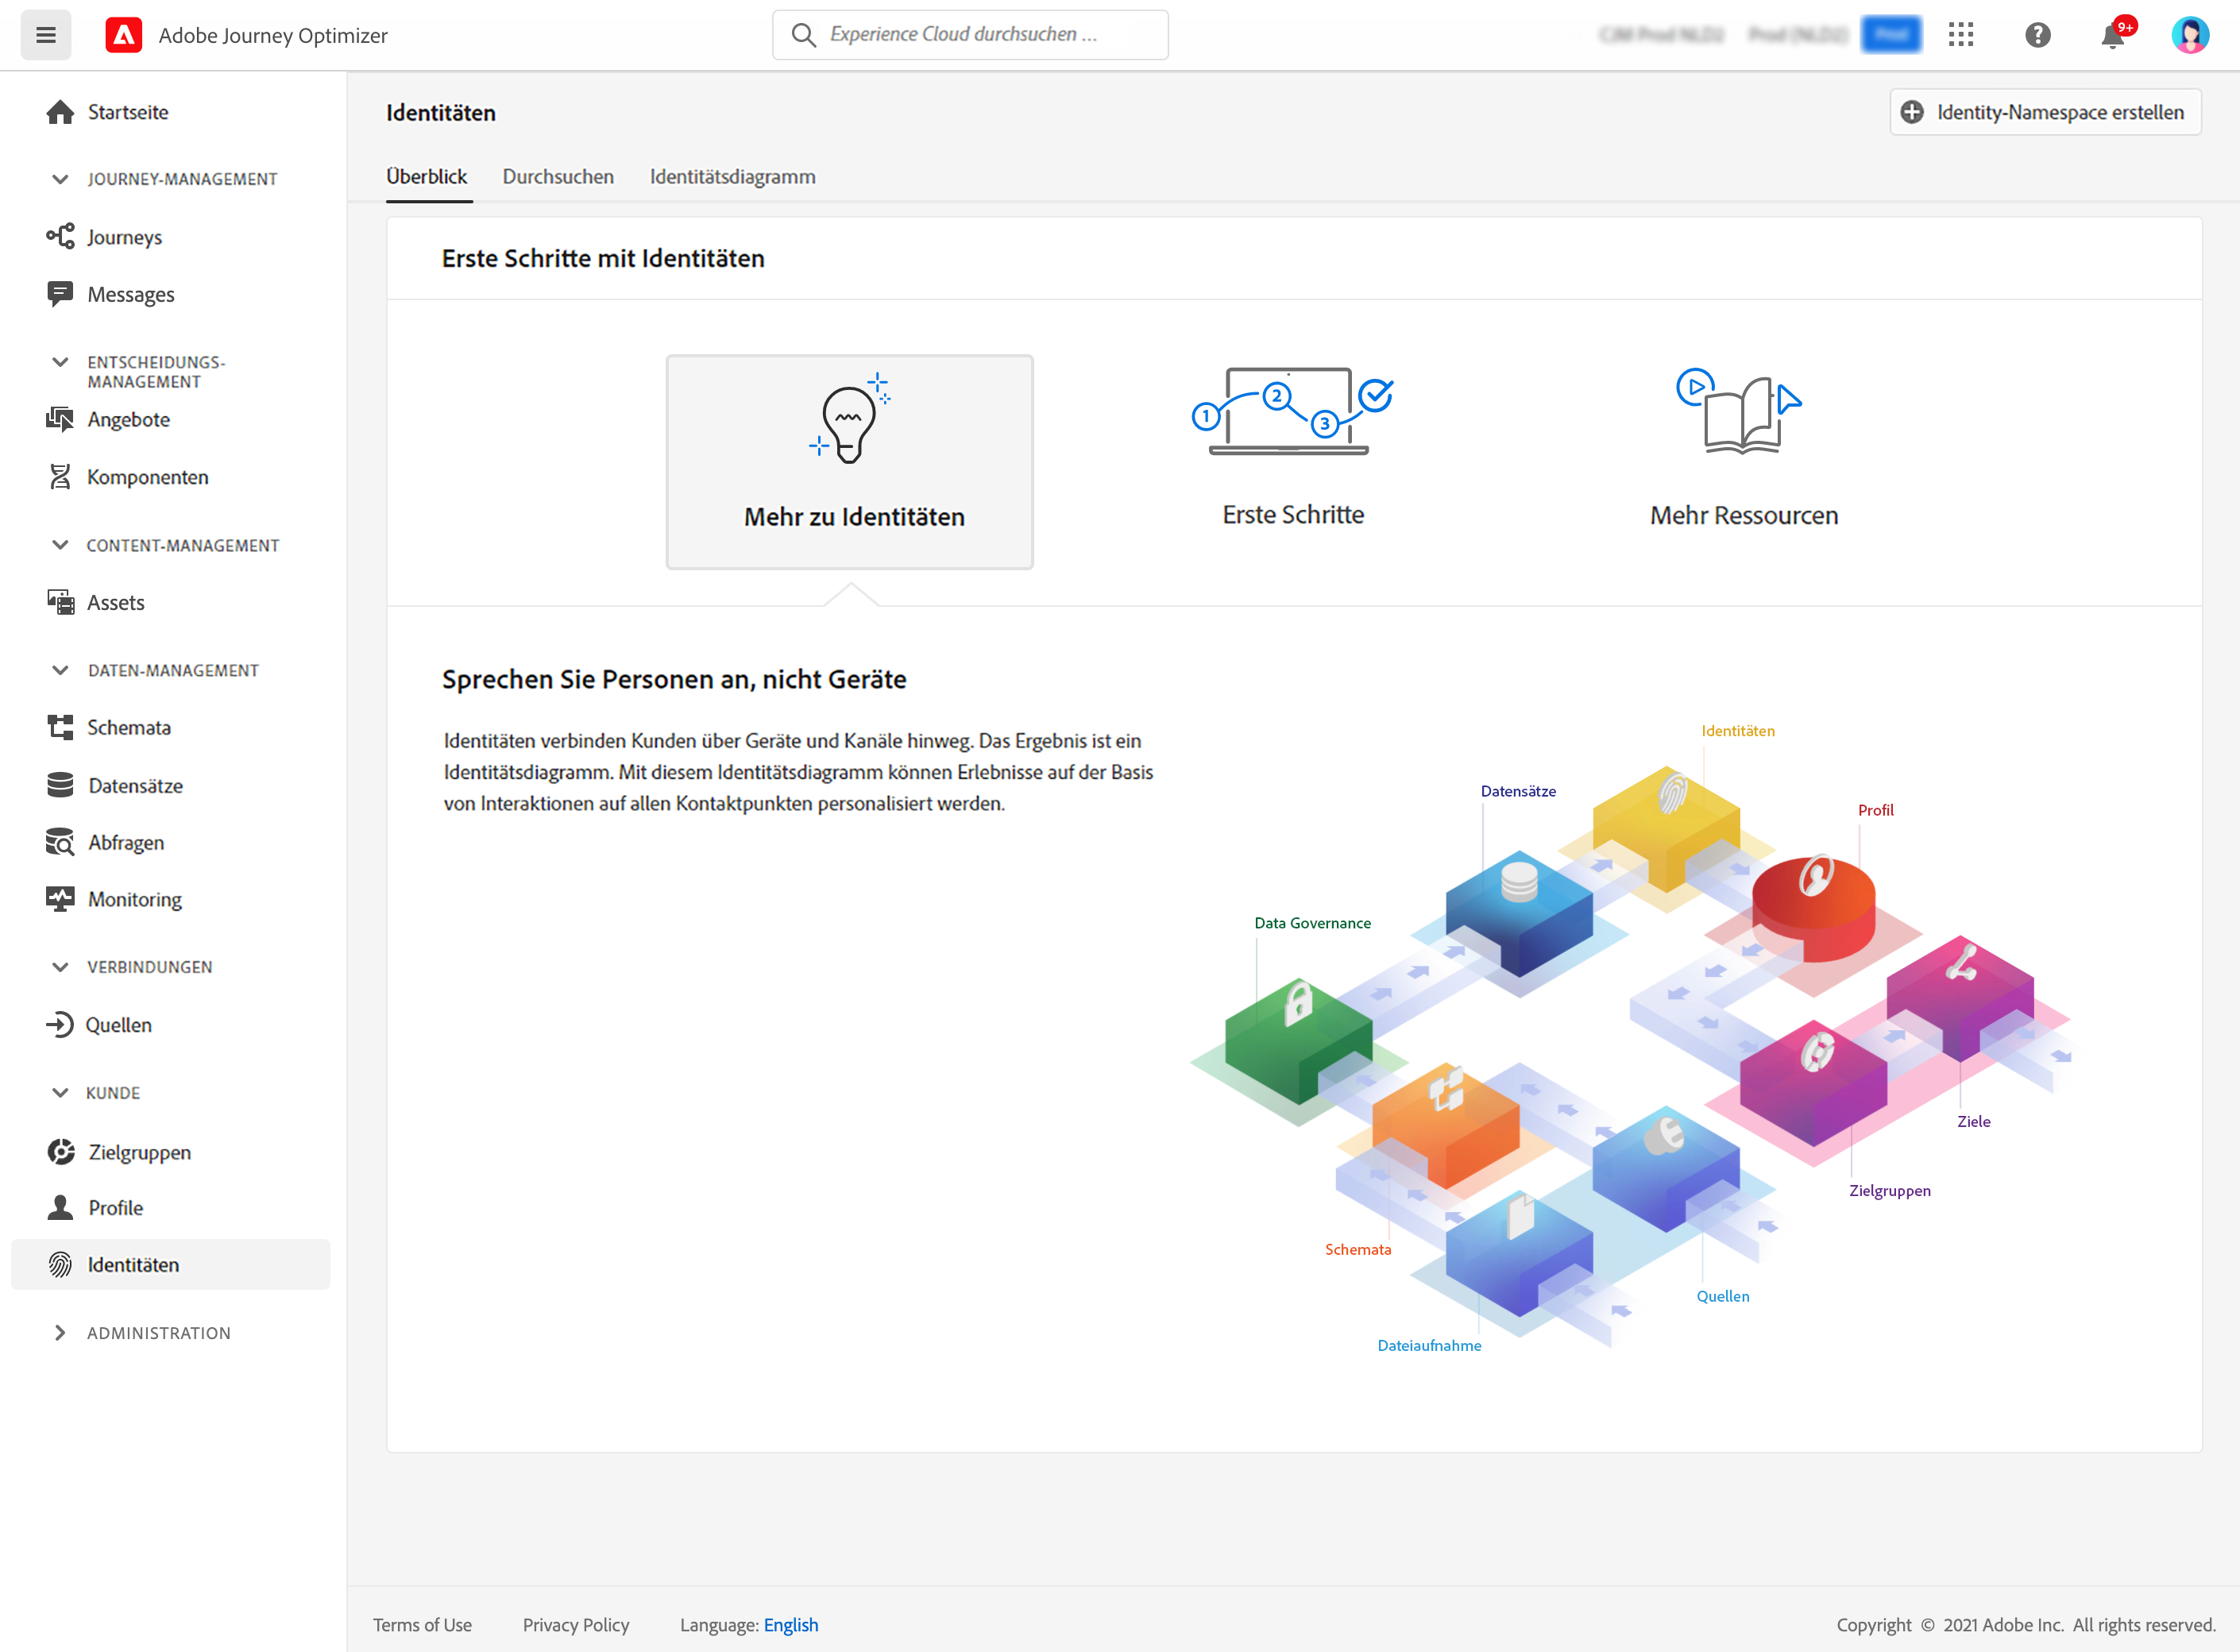 Adobe Journey Optimizer
Experience Cloud durchsuchen ...
9+
Startseite
JOURNEY-MANAGEMENT
Journeys
Messages
ENTSCHEIDUNGS-
MANAGEMENT
Angebote
Komponenten
CONTENT-MANAGEMENT
Assets
DATEN-MANAGEMENT
Schemata
Datensätze
Abfragen
Monitoring
VERBINDUNGEN
Quellen
KUNDE
Zielgruppen
Profile
Identitäten
ADMINISTRATION
Identitäten
Identity-Namespace erstellen
Überblick
Durchsuchen
Identitätsdiagramm
Erste Schritte mit Identitäten
Mehr zu Identitäten
1
2
3
Erste Schritte
Mehr Ressourcen
Sprechen Sie Personen an, nicht Geräte
Identitäten verbinden Kunden über Geräte und Kanäle hinweg. Das Ergebnis ist ein
Identitätsdiagramm. Mit diesem Identitätsdiagramm können Erlebnisse auf der Basis
von Interaktionen auf allen Kontaktpunkten personalisiert werden.
Identitäten
Datensätze
Profil
Data Governance
Ziele
Zielgruppen
Schemata
Quellen
Dateiaufnahme
Terms of Use
Privacy Policy
Language: English
Copyright © 2021 Adobe Inc. All rights reserved.